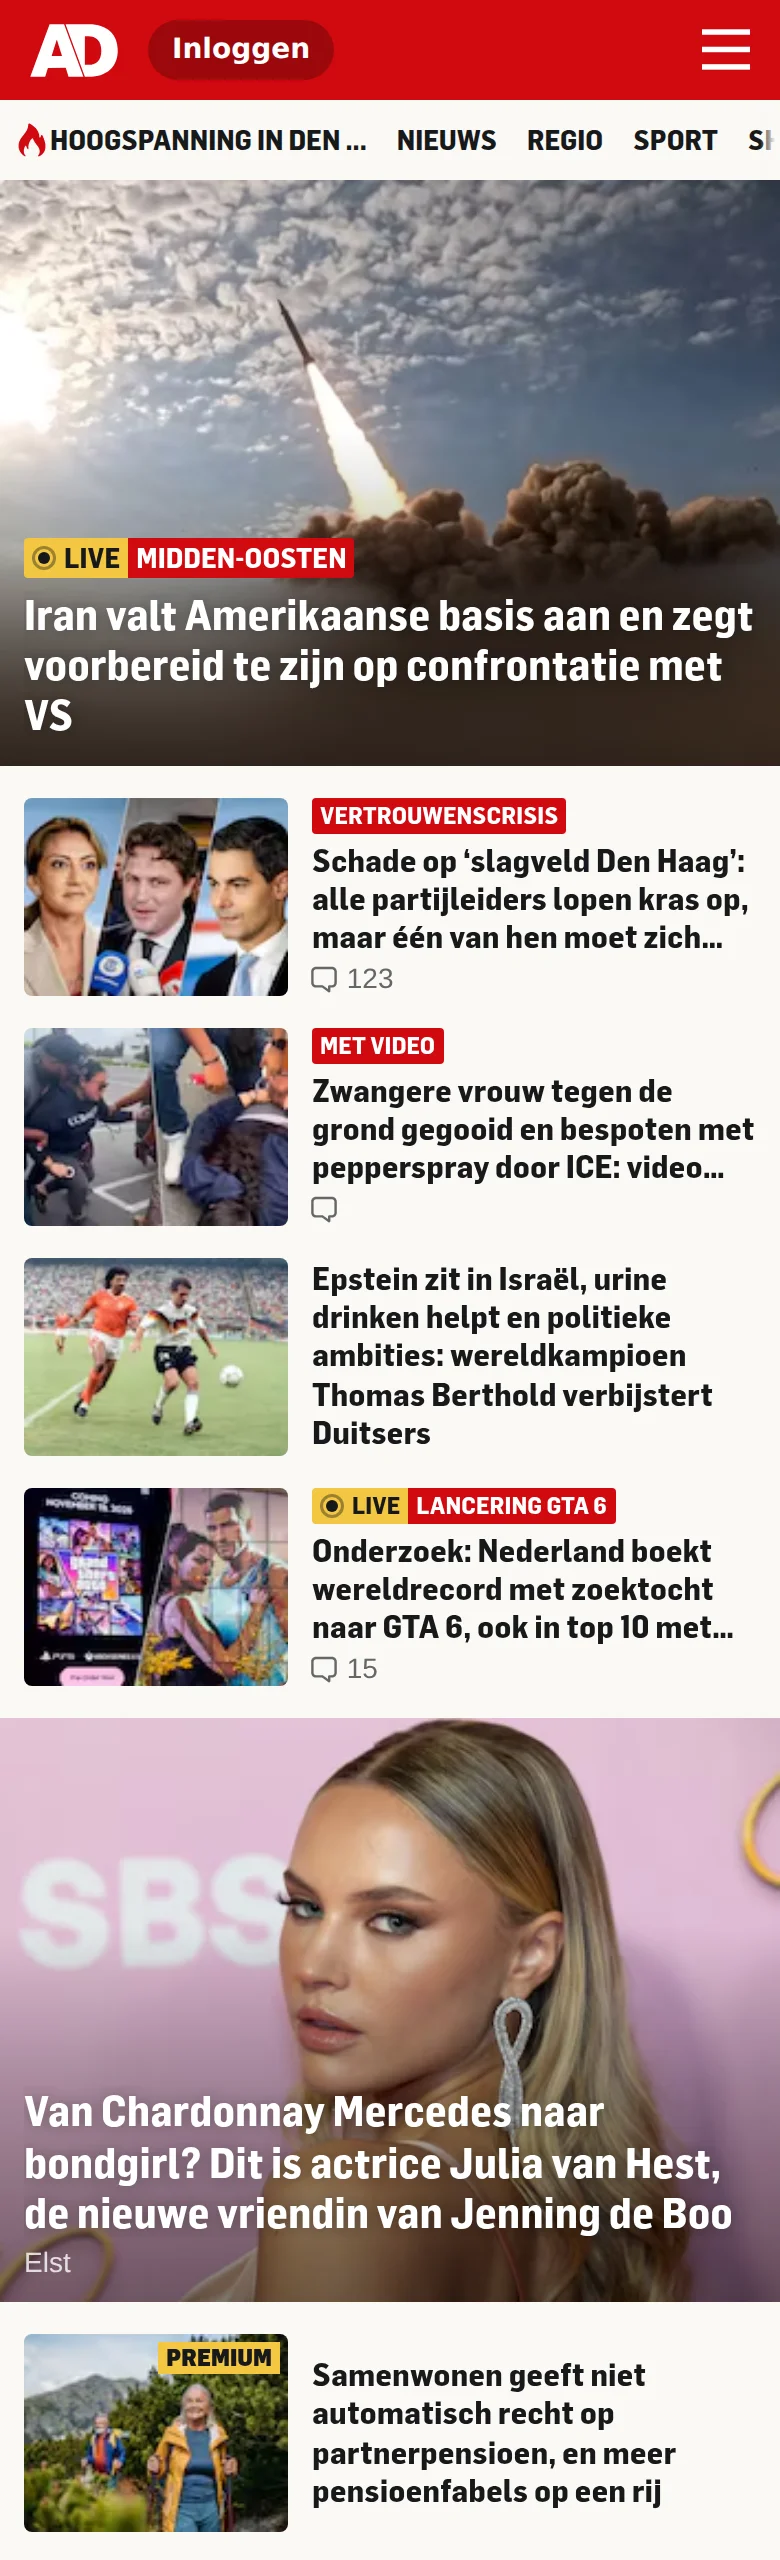 AD
Inloggen
HOOGSPANNING IN DEN ...
NIEUWS
REGIO
SPORT
LIVE
MIDDEN-OOSTEN
Iran valt Amerikaanse basis aan en zegt
voorbereid te zijn op confrontatie met
VS
VERTROUWENSCRISIS
Schade op ‘slagveld Den Haag’:
alle partijleiders lopen kras op,
maar één van hen moet zich...
123
MET VIDEO
Zwangere vrouw tegen de
grond gegooid en bespoten met
pepperspray door ICE: video...
Epstein zit in Israël, urine
drinken helpt en politieke
ambities: wereldkampioen
Thomas Berthold verbijstert
Duitsers
COMING
LIVE
LANCERING GTA 6
Onderzoek: Nederland boekt
wereldrecord met zoektocht
naar GTA 6, ook in top 10 met...
15
SBS
Van Chardonnay Mercedes naar
bondgirl? Dit is actrice Julia van Hest,
de nieuwe vriendin van Jenning de Boo
Elst
PREMIUM
Samenwonen geeft niet
automatisch recht op
partnerpensioen, en meer
pensioenfabels op een rij